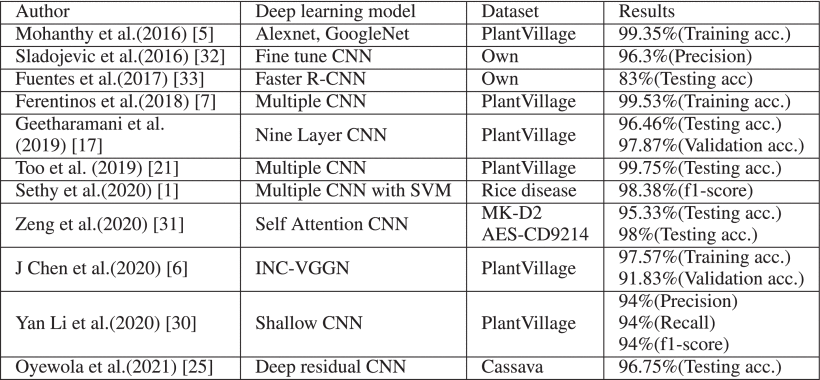 Author Deep learning model Dataset Results
Mohanthy et al.(2016) [5] Alexnet, GoogleNet PlantVillage 99.35%(Training acc.)
Sladojevic et al.(2016) [32] Fine tune CNN Own 96.3%(Precision)
Fuentes et al.(2017) [33] Faster R-CNN Own 83%(Testing acc)
Ferentinos et al.(2018) [7] Multiple CNN PlantVillage 99.53%(Training acc.)
Geetharamani et al.
(2019) [17]
Nine Layer CNN
PlantVillage
96.46%(Testing acc.)
97.87%(Validation acc.)
Too et al. (2019) [21] Multiple CNN PlantVillage 99.75%(Testing acc.)
Sethy et al.(2020) [1] Multiple CNN with SVM Rice disease 98.38%(f1-score)
Zeng et al.(2020) [31]
Self Attention CNN
MK-D2
AES-CD9214
95.33%(Testing acc.)
98%(Testing acc.)
J Chen et al.(2020) [6]
INC-VGGN
PlantVillage
97.57%(Training acc.)
91.83%(Validation acc.)
Yan Li et al.(2020) [30]
Shallow CNN
PlantVillage
94%(Precision)
94%(Recall)
94%(f1-score)
Oyewola et al.(2021) [25] Deep residual CNN Cassava 96.75%(Testing acc.)